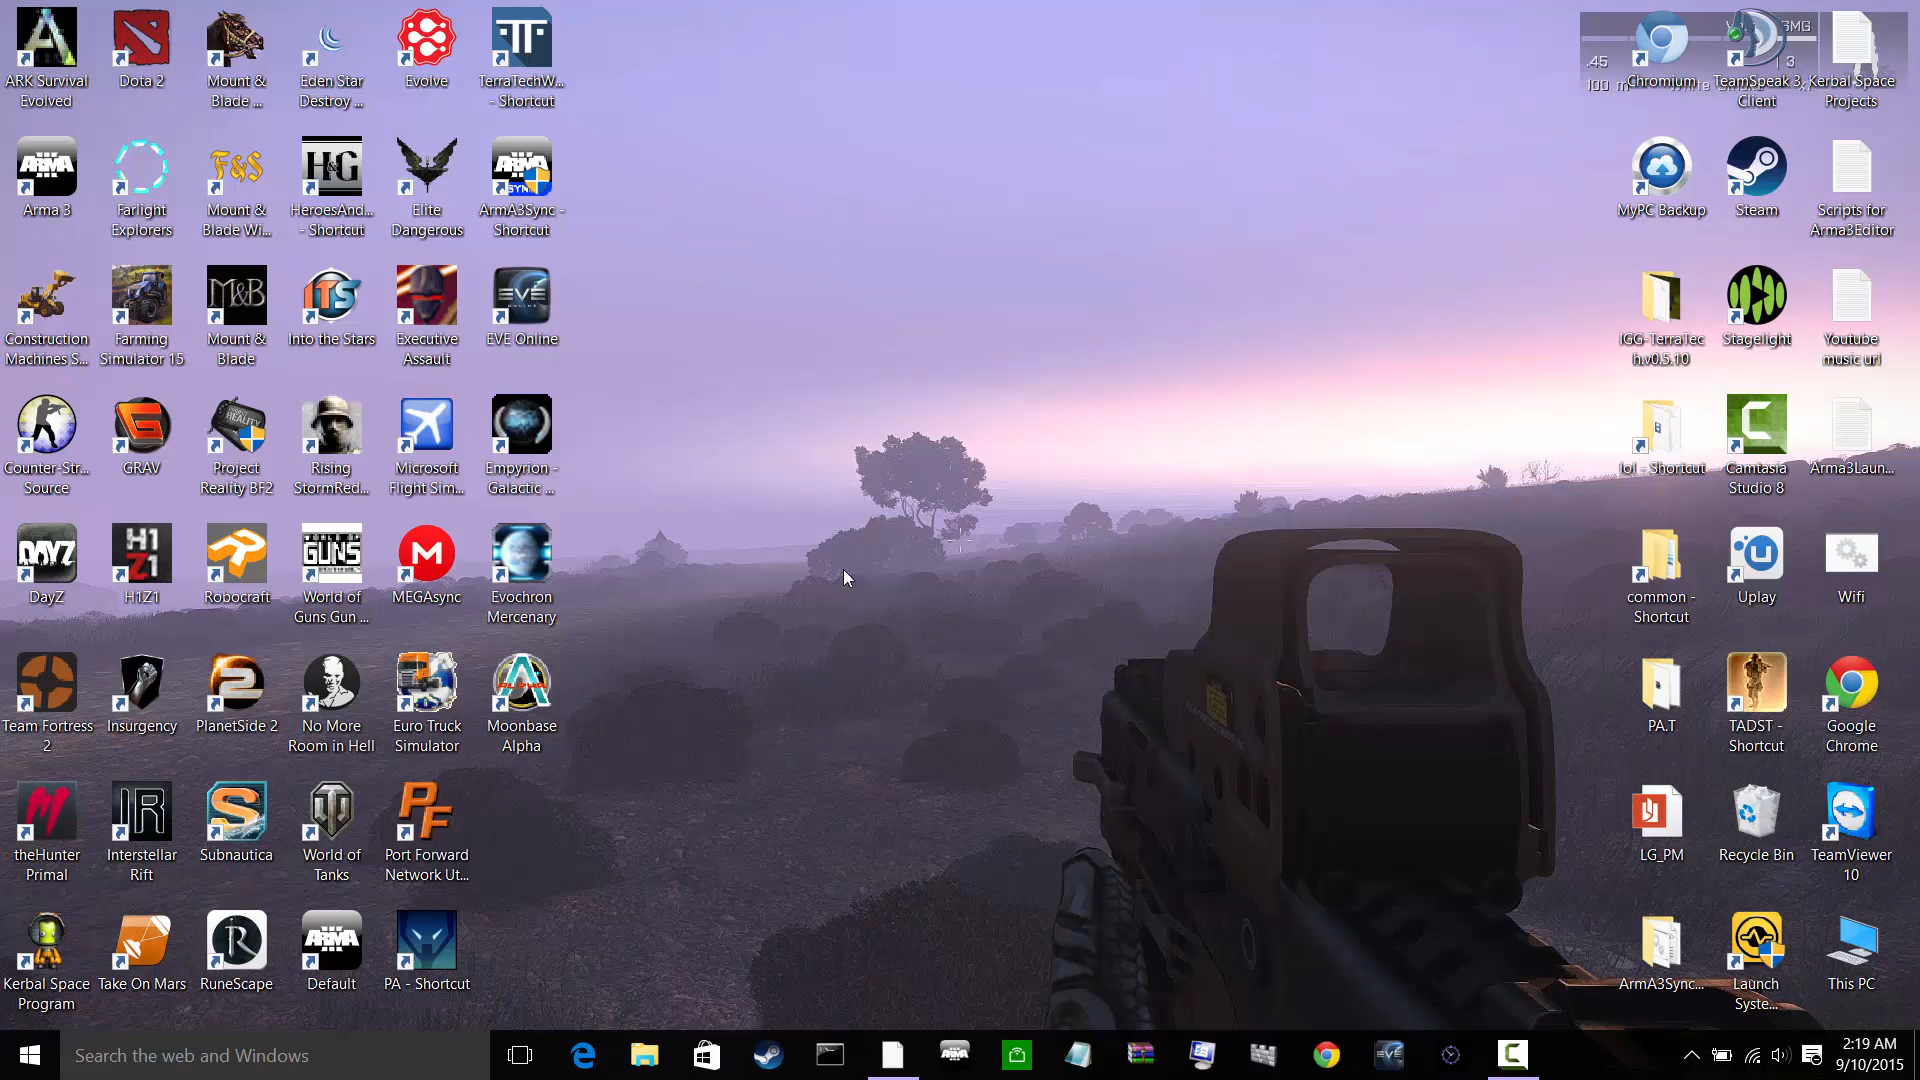 ARK Survival
Evolved
Dota 2
Mount &
Blade ...
Eden Star
Destroy ...
Evolve
TerraTechW...
- Shortcut
Arma 3
Farlight
Explorers
Mount &
Blade Wi...
HeroesAnd...
- Shortcut
Elite
Dangerous
ArmA3Sync -
Shortcut
Construction
Machines S...
Farming
Simulator 15
Mount &
Blade
Into the Stars
Executive
Assault
EVE Online
Counter-Str...
Source
GRAV
Project
Reality BF2
Rising
StormRed...
Microsoft
Flight Sim...
Empyrion -
Galactic ...
DayZ
H1Z1
Robocraft
World of
Guns Gun ...
MEGAsync
Evochron
Mercenary
Team Fortress
2
Insurgency
PlanetSide 2
No More
Room in Hell
Euro Truck
Simulator
Moonbase
Alpha
theHunter
Primal
Interstellar
Rift
Subnautica
World of
Tanks
Port Forward
Network Ut...
Kerbal Space
Program
Take On Mars
RuneScape
Default
PA - Shortcut
.45
3
100 m
Chromium
TeamSpeak 3
Client
Kerbal Space
Projects
MyPC Backup
Steam
Scripts for
Arma3Editor
IGG-TerraTec
h.v0.5.10
Stagelight
Youtube
music url
lol - Shortcut
Camtasia
Studio 8
Arma3Laun...
common -
Shortcut
Uplay
Wifi
PA.T
TADST -
Shortcut
Google
Chrome
LG_PM
Recycle Bin
TeamViewer
10
ArmA3Sync...
Launch
Syste...
This PC
Search the web and Windows
2:19 AM
9/10/2015